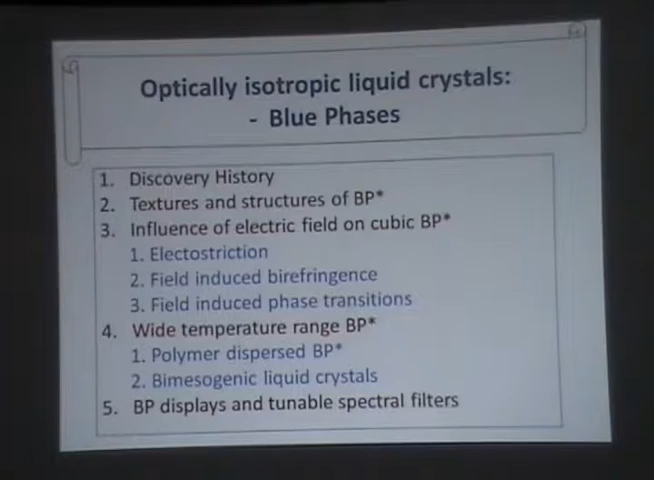 Optically isotropic liquid crystals:
- Blue Phases
1. Discovery History
2. Textures and structures of BP*
3. Influence of electric field on cubic BP*
1. Electostriction
2. Field induced birefringence
3. Field induced phase transitions
4. Wide temperature range BP*
1. Polymer dispersed BP*
2. Bimesogenic liquid crystals
5. BP displays and tunable spectral filters